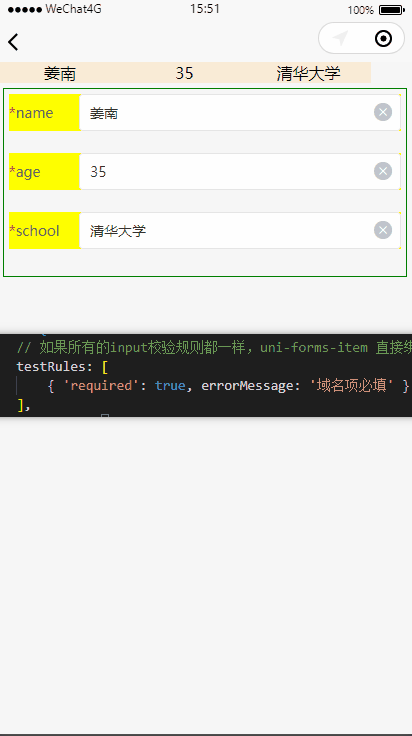 ●●●●● WeChat4G 15:51 100%
姜南 35 清华大学
*name 姜南
*age 35
*school 清华大学
// 如果所有的input校验规则都一样，uni-forms-item 直接绑
testRules: [
{ 'required': true, errorMessage: '域名项必填' }
],